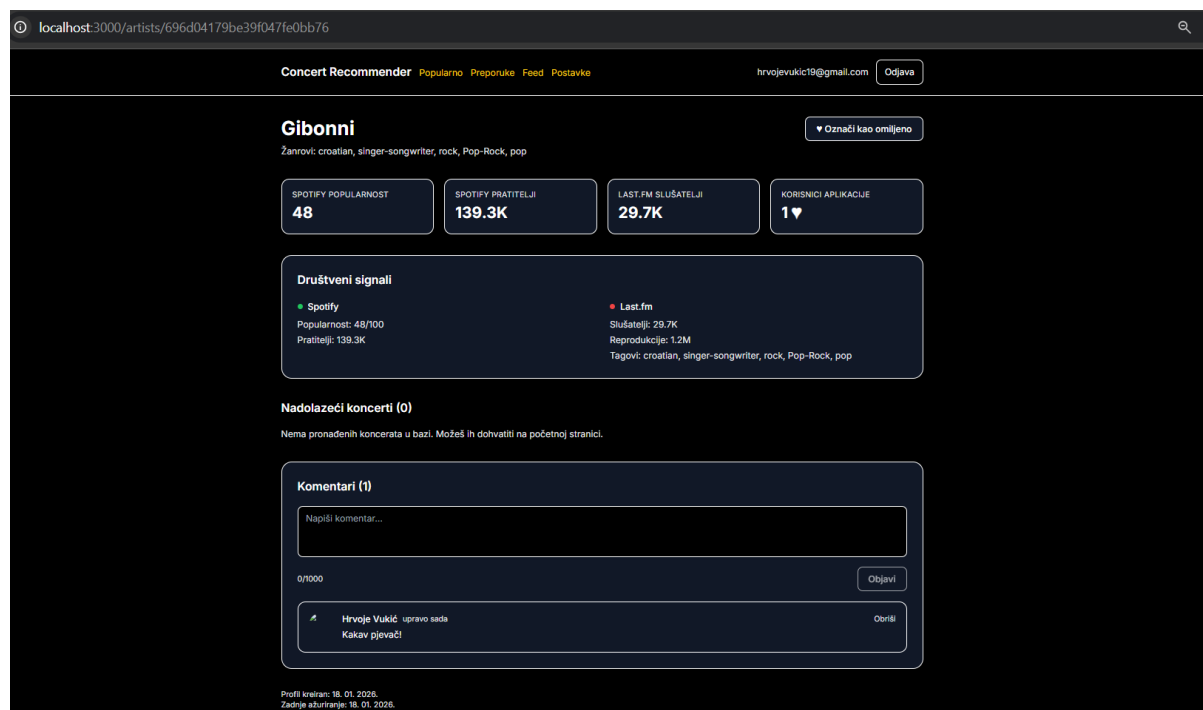 localhost:3000/artists/696d04179be39f047fe0bb76
Concert Recommender Popularno Preporuke Feed Postavke hrvojevukic19@gmail.com Odjava
Gibonni
♥ Označi kao omiljeno
Žanrovi: croatian, singer-songwriter, rock, Pop-Rock, pop
SPOTIFY POPULARNOST
48
SPOTIFY PRATITELJI
139.3K
LAST.FM SLUŠATELJI
29.7K
KORISNICI APLIKACIJE
1♥
Društveni signali
Spotify
Popularnost: 48/100
Pratitelji: 139.3K
Last.fm
Slušatelji: 29.7K
Reprodukcije: 1.2M
Tagovi: croatian, singer-songwriter, rock, Pop-Rock, pop
Nadolazeći koncerti (0)
Nema pronađenih koncerata u bazi. Možeš ih dohvatiti na početnoj stranici.
Komentari (1)
Napiši komentar...
0/1000
Objavi
Hrvoje Vukić upravo sada
Obriši
Kakav pjevač!
Profil kreiran: 18. 01. 2026.
Zadnje ažuriranje: 18. 01. 2026.